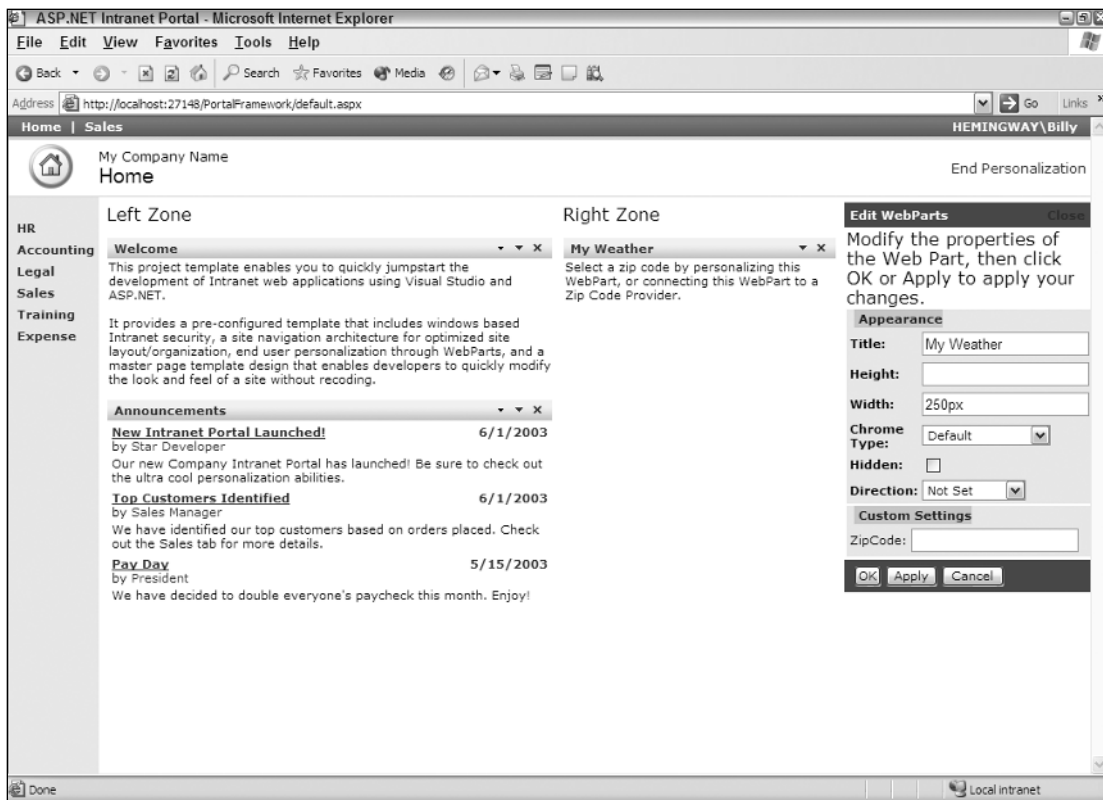 ASP.NET Intranet Portal - Microsoft Internet Explorer
File Edit View Favorites Tools Help
Back Search Favorites Media
Address http://localhost:27148/PortalFramework/default.aspx Go Links »
Home | Sales HEMINGWAY\Billy
My Company Name
Home
End Personalization
HR
Accounting
Legal
Sales
Training
Expense
Left Zone
Welcome
This project template enables you to quickly jumpstart the
development of Intranet web applications using Visual Studio and
ASP.NET.
It provides a pre-configured template that includes windows based
Intranet security, a site navigation architecture for optimized site
layout/organization, end user personalization through WebParts, and a
master page template design that enables developers to quickly modify
the look and feel of a site without recoding.
Announcements
New Intranet Portal Launched! 6/1/2003
by Star Developer
Our new Company Intranet Portal has launched! Be sure to check out
the ultra cool personalization abilities.
Top Customers Identified 6/1/2003
by Sales Manager
We have identified our top customers based on orders placed. Check
out the Sales tab for more details.
Pay Day 5/15/2003
by President
We have decided to double everyone's paycheck this month. Enjoy!
Right Zone
My Weather
Select a zip code by personalizing this
WebPart, or connecting this WebPart to a
Zip Code Provider.
Edit WebParts Close
Modify the properties of
the Web Part, then click
OK or Apply to apply your
changes.
Appearance
Title: My Weather
Height:
Width: 250px
Chrome
Type: Default
Hidden:
Direction: Not Set
Custom Settings
ZipCode:
OK Apply Cancel
Done Local intranet